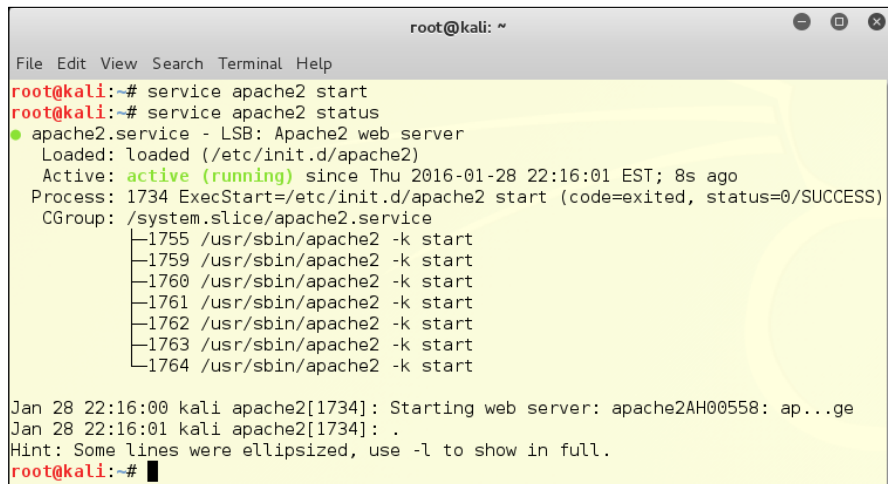 root@kali: ~
File Edit View Search Terminal Help
root@kali:~# service apache2 start
root@kali:~# service apache2 status
● apache2.service - LSB: Apache2 web server
   Loaded: loaded (/etc/init.d/apache2)
   Active: active (running) since Thu 2016-01-28 22:16:01 EST; 8s ago
  Process: 1734 ExecStart=/etc/init.d/apache2 start (code=exited, status=0/SUCCESS)
   CGroup: /system.slice/apache2.service
           ├─1755 /usr/sbin/apache2 -k start
           ├─1759 /usr/sbin/apache2 -k start
           ├─1760 /usr/sbin/apache2 -k start
           ├─1761 /usr/sbin/apache2 -k start
           ├─1762 /usr/sbin/apache2 -k start
           ├─1763 /usr/sbin/apache2 -k start
           └─1764 /usr/sbin/apache2 -k start
Jan 28 22:16:00 kali apache2[1734]: Starting web server: apache2AH00558: ap...ge
Jan 28 22:16:01 kali apache2[1734]: .
Hint: Some lines were ellipsized, use -l to show in full.
root@kali:~#